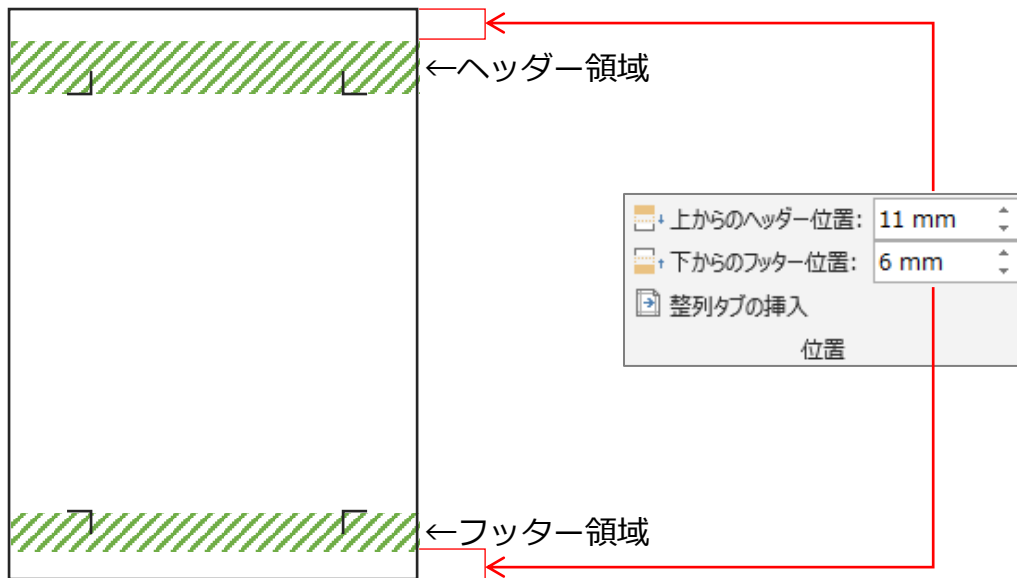 ←ヘッダー領域
上からのヘッダー位置: 11 mm
下からのフッター位置: 6 mm
整列タブの挿入
位置
←フッター領域